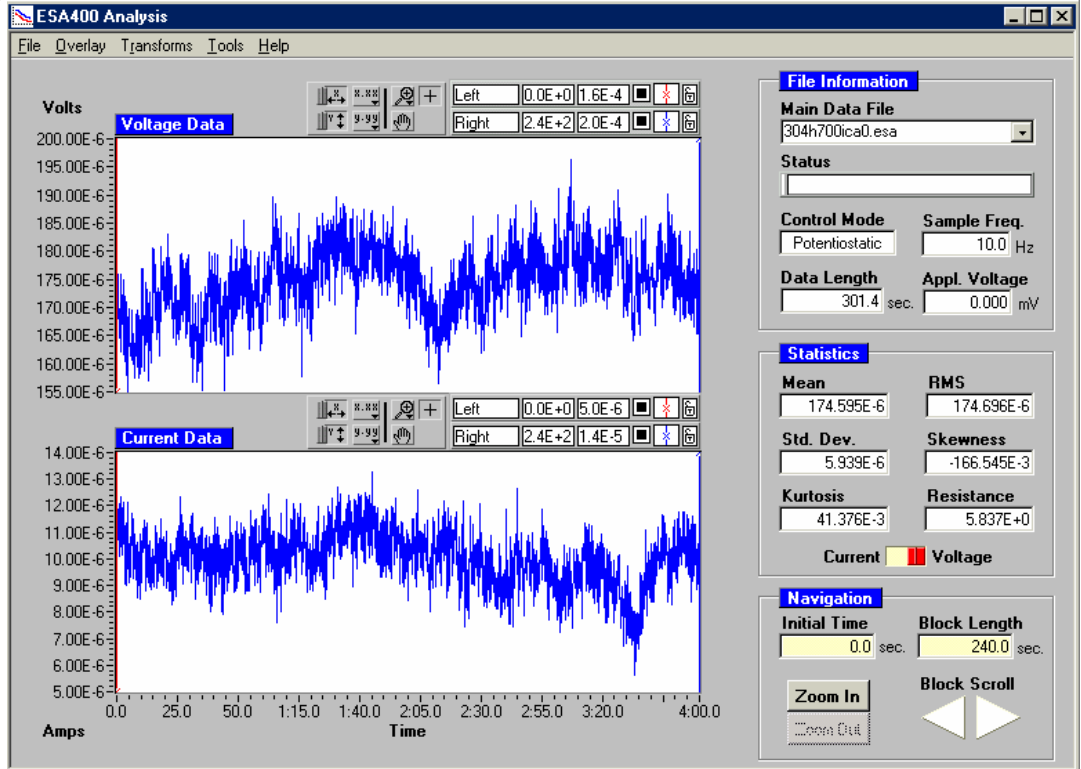 ESA400 Analysis
File Overlay Transforms Tools Help
Volts
Voltage Data
x.xx
y.yy
Left 0.0E+0 1.6E-4
Right 2.4E+2 2.0E-4
200.00E-6
195.00E-6
190.00E-6
185.00E-6
180.00E-6
175.00E-6
170.00E-6
165.00E-6
160.00E-6
155.00E-6
Current Data
x.xx
y.yy
Left 0.0E+0 5.0E-6
Right 2.4E+2 1.4E-5
14.00E-6
13.00E-6
12.00E-6
11.00E-6
10.00E-6
9.00E-6
8.00E-6
7.00E-6
6.00E-6
5.00E-6
0.0 25.0 50.0 1:15.0 1:40.0 2:05.0 2:30.0 2:55.0 3:20.0 4:00.0
Amps
Time
File Information
Main Data File
304h700ica0.esa
Status
Control Mode Sample Freq.
Potentiostatic 10.0 Hz
Data Length Appl. Voltage
301.4 sec. 0.000 mV
Statistics
Mean RMS
174.595E-6 174.696E-6
Std. Dev. Skewness
5.939E-6 -166.545E-3
Kurtosis Resistance
41.376E-3 5.837E+0
Current Voltage
Navigation
Initial Time Block Length
0.0 sec. 240.0 sec.
Zoom In Block Scroll
Zoom Out